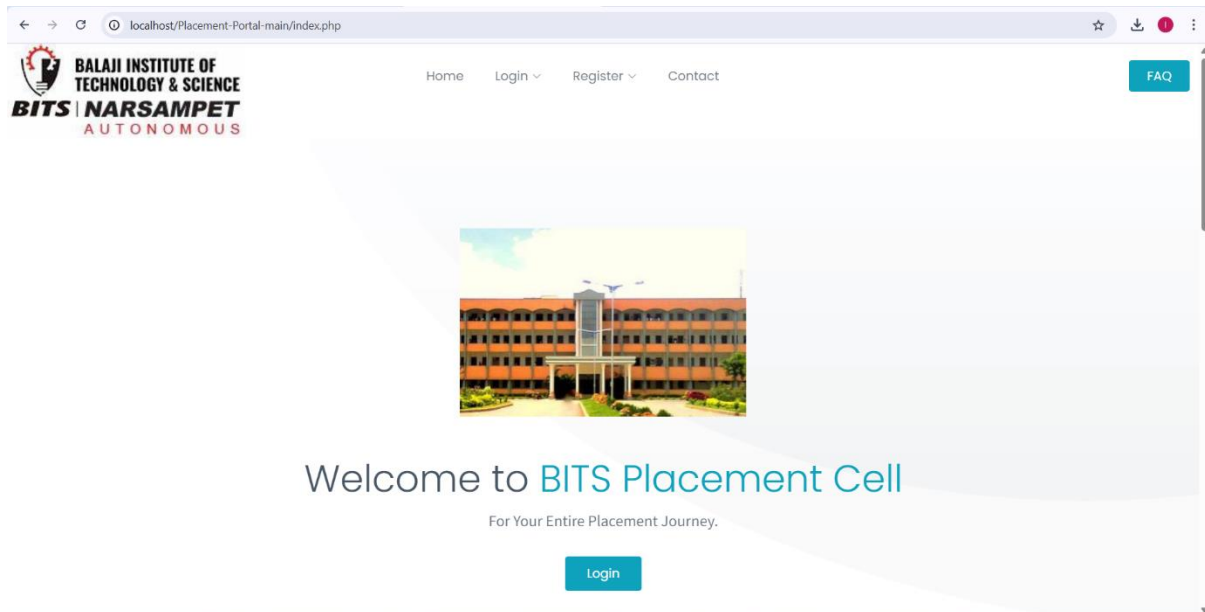 localhost/Placement-Portal-main/index.php
I
BALAJI INSTITUTE OF
TECHNOLOGY & SCIENCE
BITS | NARSAMPET
AUTONOMOUS
Home Login Register Contact
FAQ
Welcome to BITS Placement Cell
For Your Entire Placement Journey.
Login